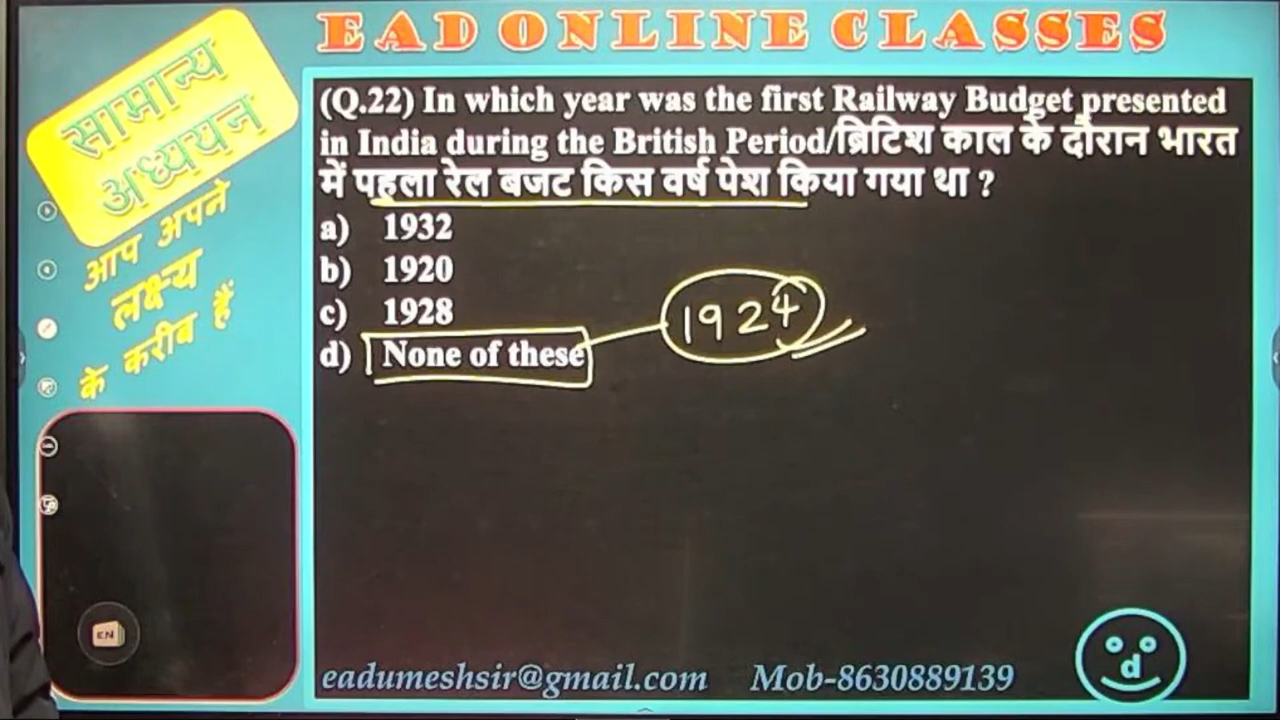 EAD ONLINE CLASSES
सामान्य
अध्ययन
आप अपने
लक्ष्य
के करीब हैं
(Q.22) In which year was the first Railway Budget presented
in India during the British Period/ब्रिटिश काल के दौरान भारत
में पहला रेल बजट किस वर्ष पेश किया गया था ?
a) 1932
b) 1920
c) 1928
d) None of these
1924
EN
d
eadumeshsir@gmail.com Mob-8630889139